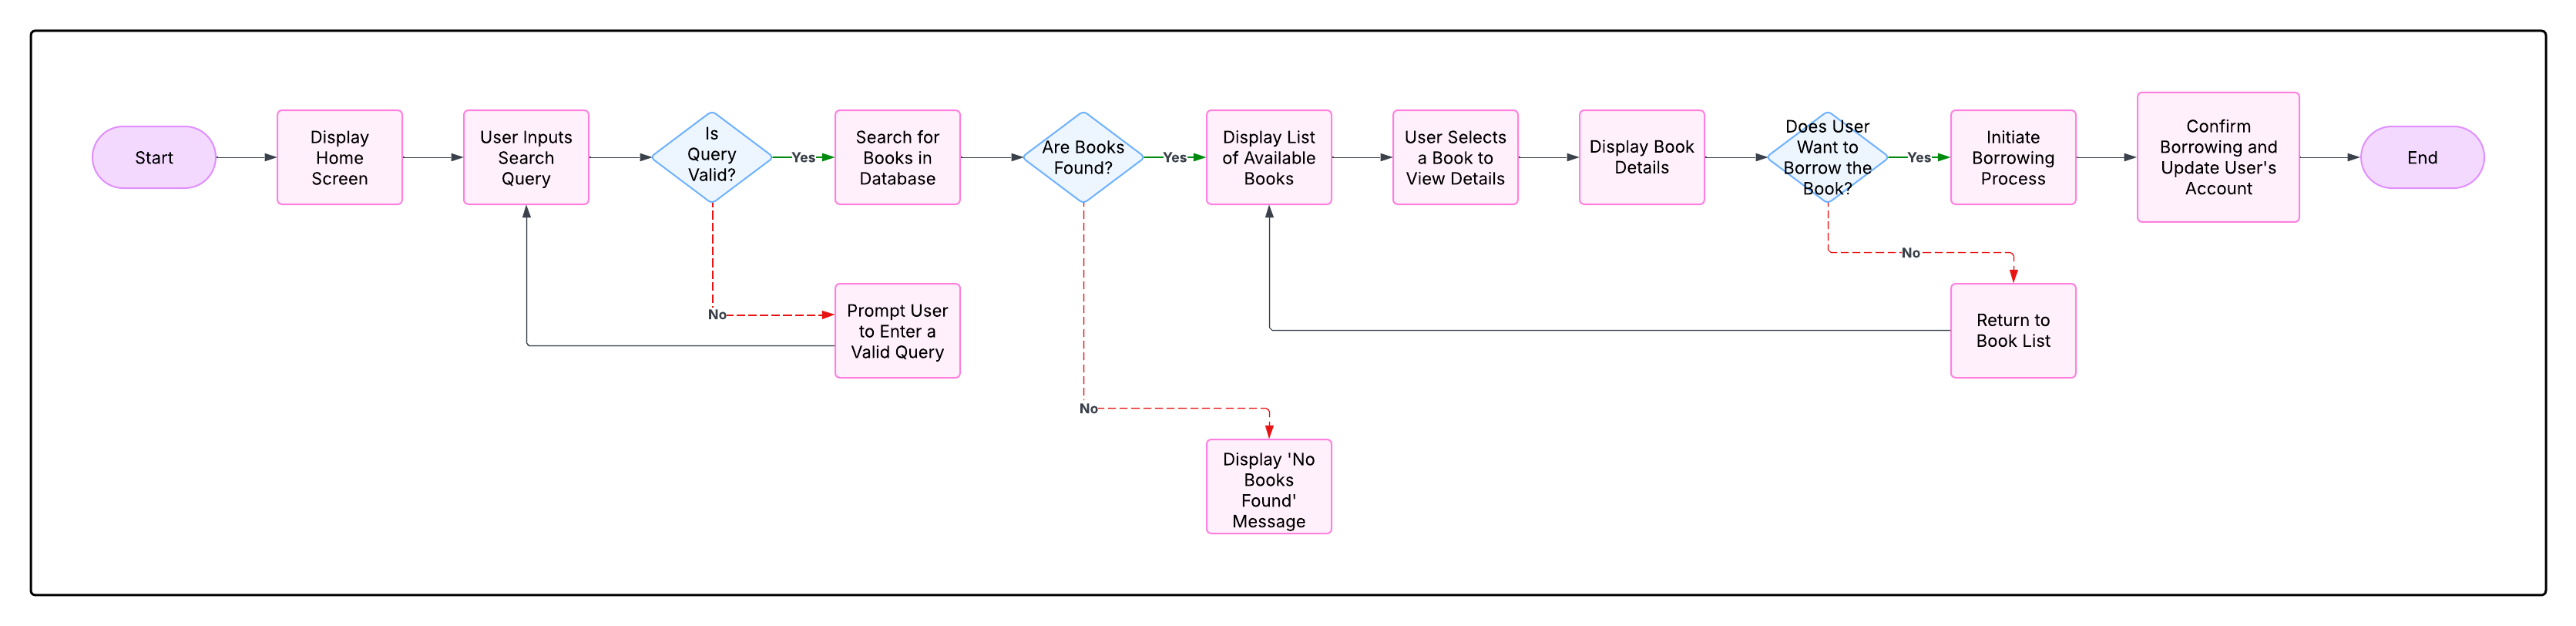 Start
Display
Home
Screen
User Inputs
Search
Query
Is
Query
Valid?
Yes
Search for
Books in
Database
Are Books
Found?
Yes
Display List
of Available
Books
User Selects
a Book to
View Details
Display Book
Details
Does User
Want to
Borrow the
Book?
Yes
Initiate
Borrowing
Process
Confirm
Borrowing and
Update User's
Account
End
No
Prompt User
to Enter a
Valid Query
No
Return to
Book List
No
Display 'No
Books
Found'
Message